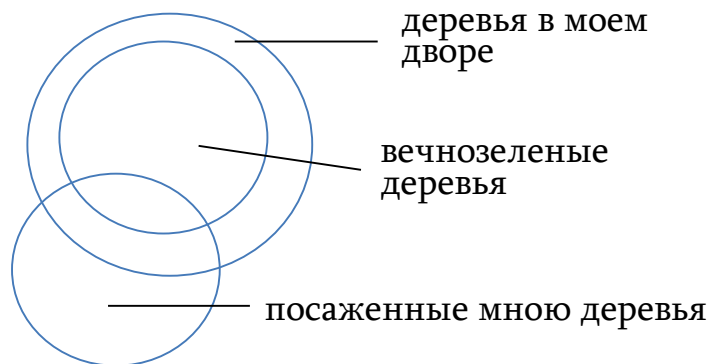 деревья в моем
дворе
вечнозеленые
деревья
посаженные мною деревья